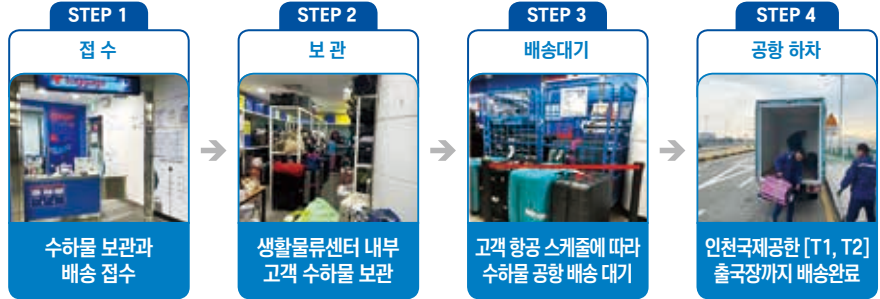 STEP 1
접 수
수하물 보관과
배송 접수
STEP 2
보 관
생활물류센터 내부
고객 수하물 보관
STEP 3
배송대기
고객 항공 스케줄에 따라
수하물 공항 배송 대기
STEP 4
공항 하차
인천국제공한 [T1, T2]
출국장까지 배송완료